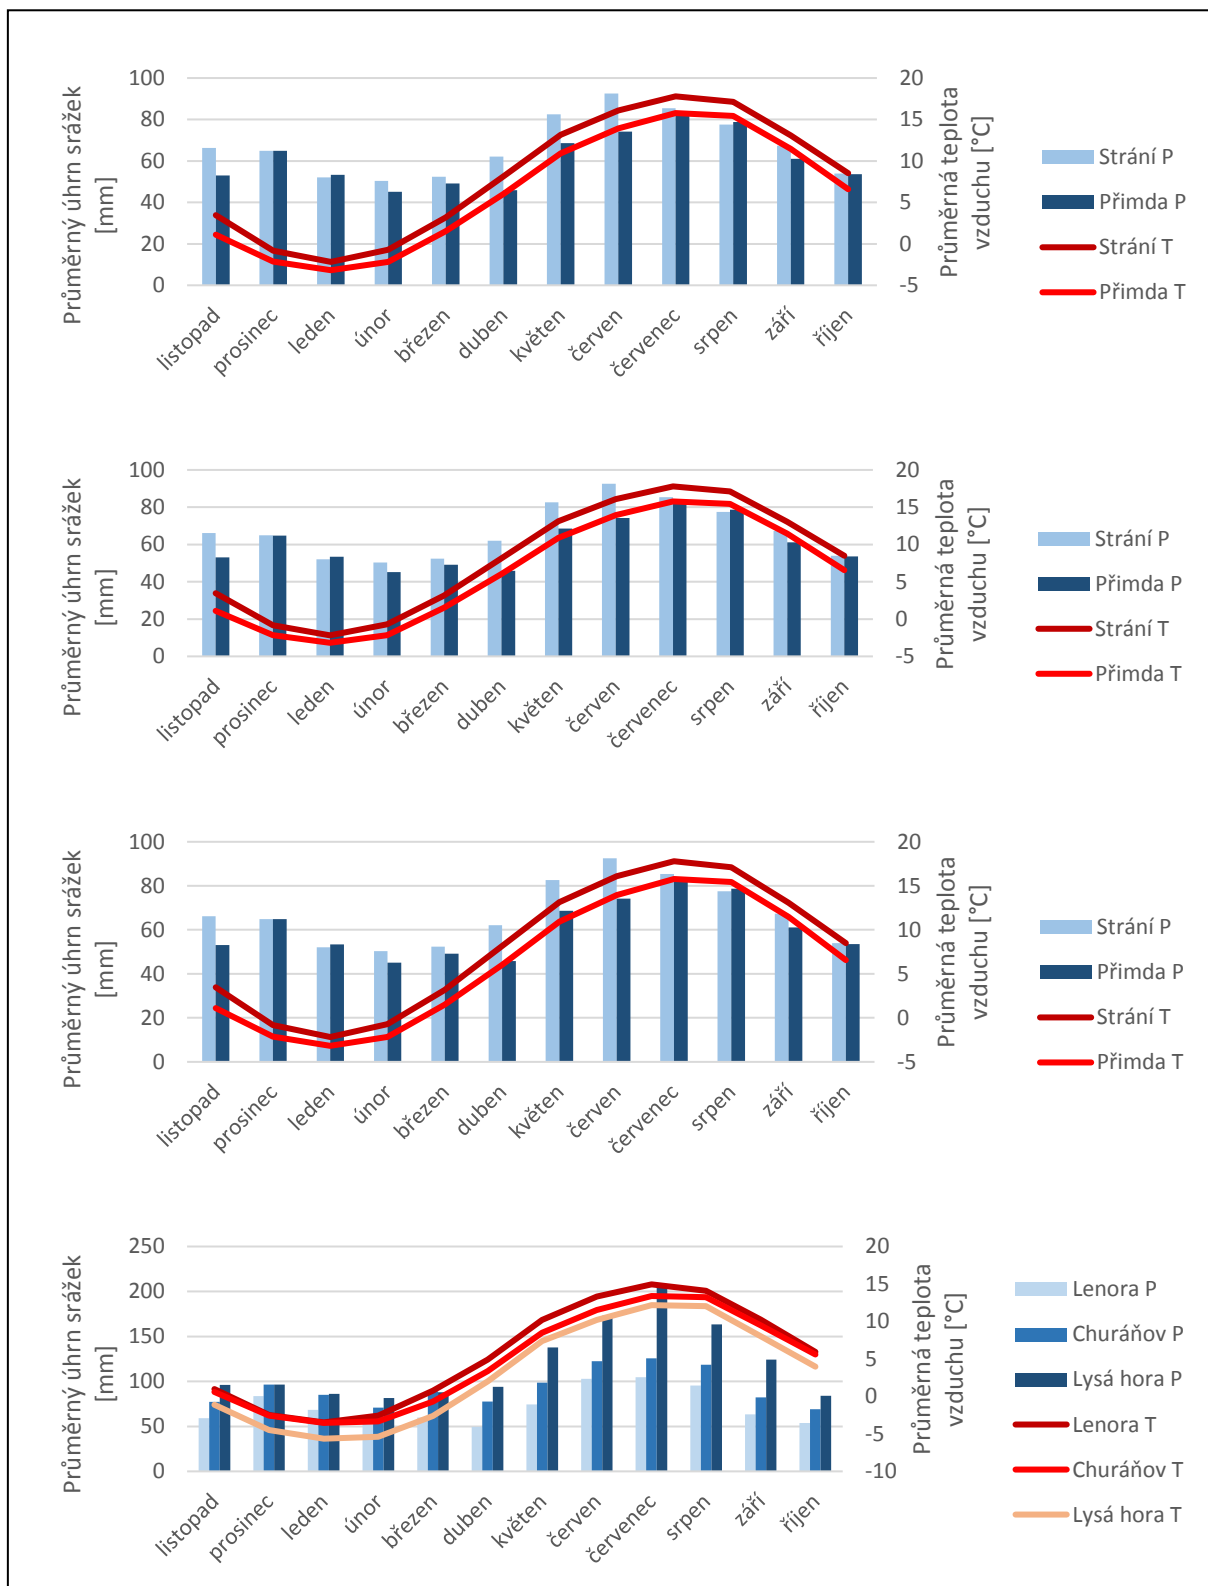 Průměrný úhrn srážek
[mm]
100
80
60
40
20
0
20
15
10
5
0
-5
Průměrná teplota
vzduchu [°C]
listopad
prosinec
leden
únor
březen
duben
květen
červen
červenec
srpen
září
říjen
Strání P
Přimda P
Strání T
Přimda T
Průměrný úhrn srážek
[mm]
100
80
60
40
20
0
20
15
10
5
0
-5
Průměrná teplota
vzduchu [°C]
listopad
prosinec
leden
únor
březen
duben
květen
červen
červenec
srpen
září
říjen
Strání P
Přimda P
Strání T
Přimda T
Průměrný úhrn srážek
[mm]
100
80
60
40
20
0
20
15
10
5
0
-5
Průměrná teplota
vzduchu [°C]
listopad
prosinec
leden
únor
březen
duben
květen
červen
červenec
srpen
září
říjen
Strání P
Přimda P
Strání T
Přimda T
Průměrný úhrn srážek
[mm]
250
200
150
100
50
0
20
15
10
5
0
-5
-10
Průměrná teplota
vzduchu [°C]
listopad
prosinec
leden
únor
březen
duben
květen
červen
červenec
srpen
září
říjen
Lenora P
Churáňov P
Lysá hora P
Lenora T
Churáňov T
Lysá hora T